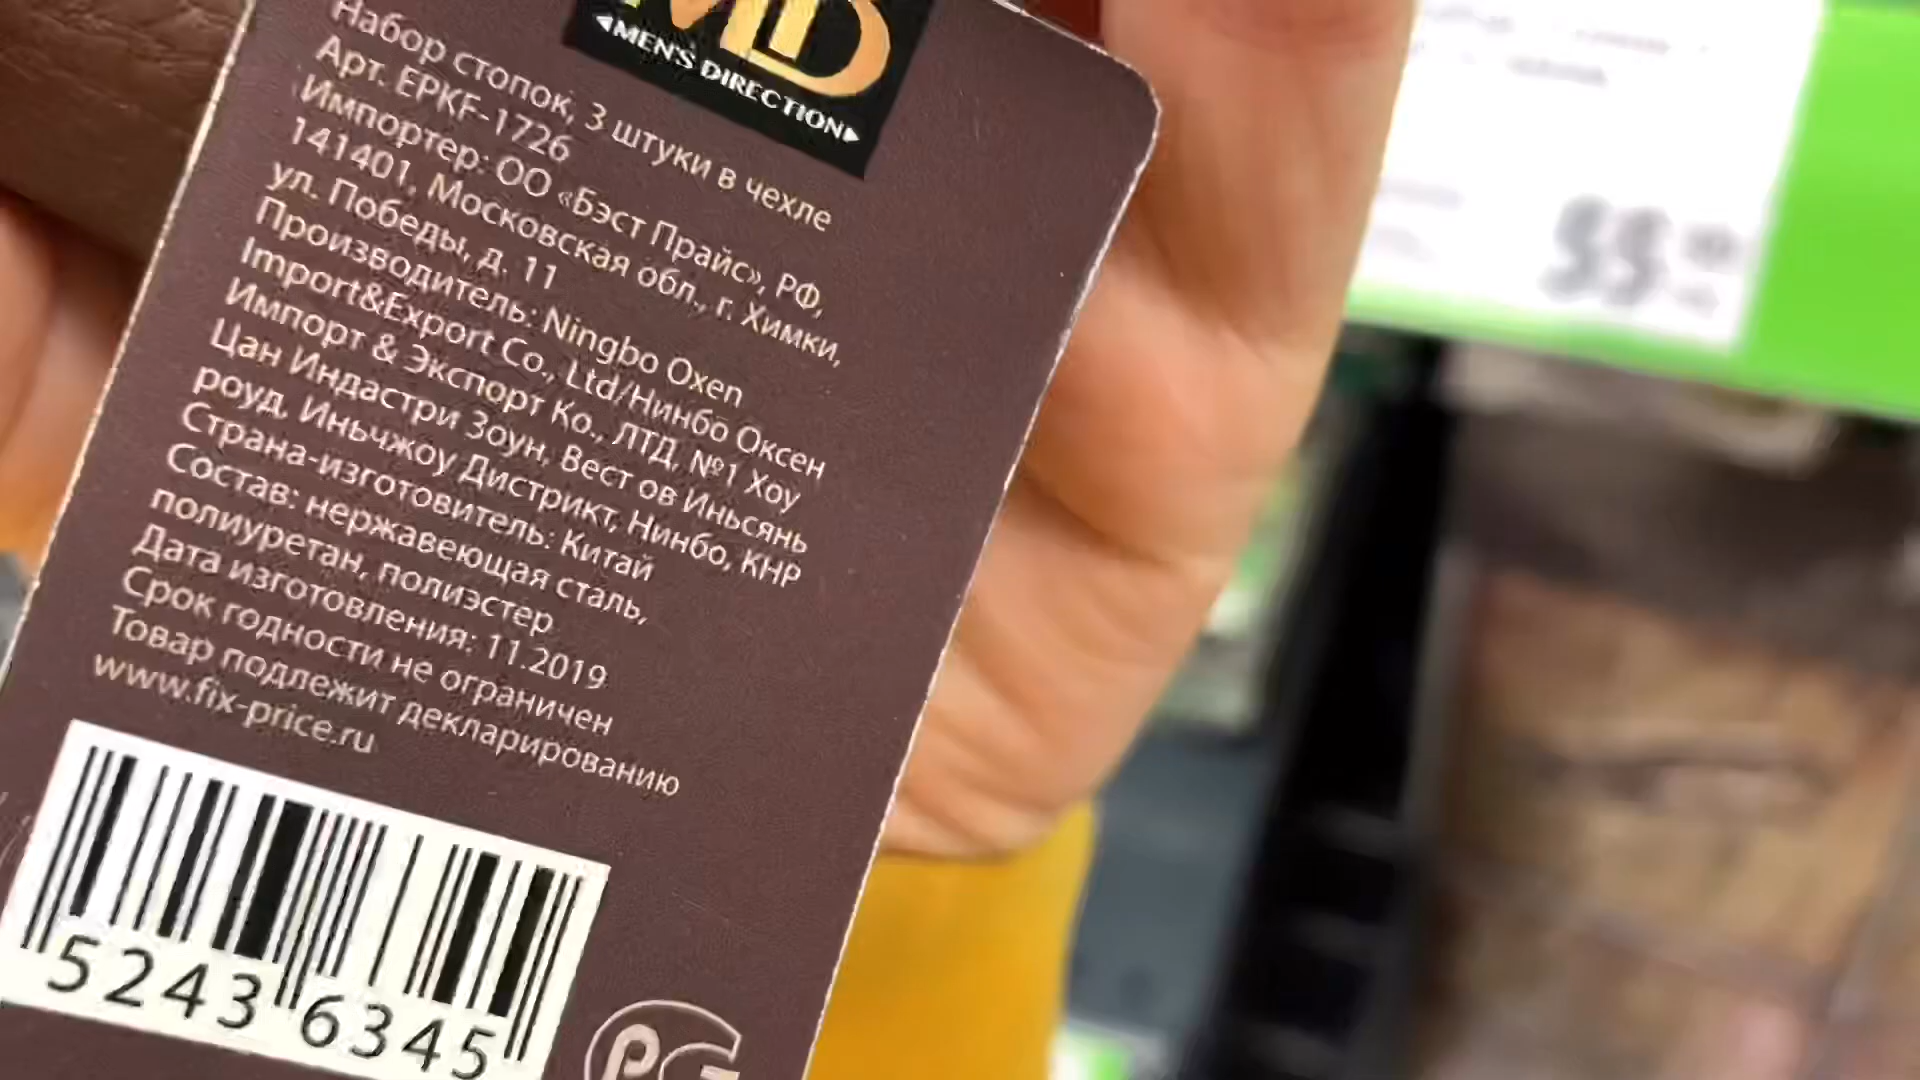 MD
MEN'S DIRECTION
Набор стопок, 3 штуки в чехле
Арт. EPKF-1726
Импортер: ОО «Бэст Прайс», РФ,
141401, Московская обл., г. Химки,
ул. Победы, д. 11
Производитель: Ningbo Oxen
Import&Export Co., Ltd/Нинбо Оксен
Импорт & Экспорт Ко., ЛТД, №1 Хоу
Цан Индастри Зоун, Вест ов Иньсянь
роуд, Иньчжоу Дистрикт, Нинбо, КНР
Страна-изготовитель: Китай
Состав: нержавеющая сталь,
полиуретан, полиэстер
Дата изготовления: 11.2019
Срок годности не ограничен
Товар подлежит декларированию
www.fix-price.ru
5243 6345